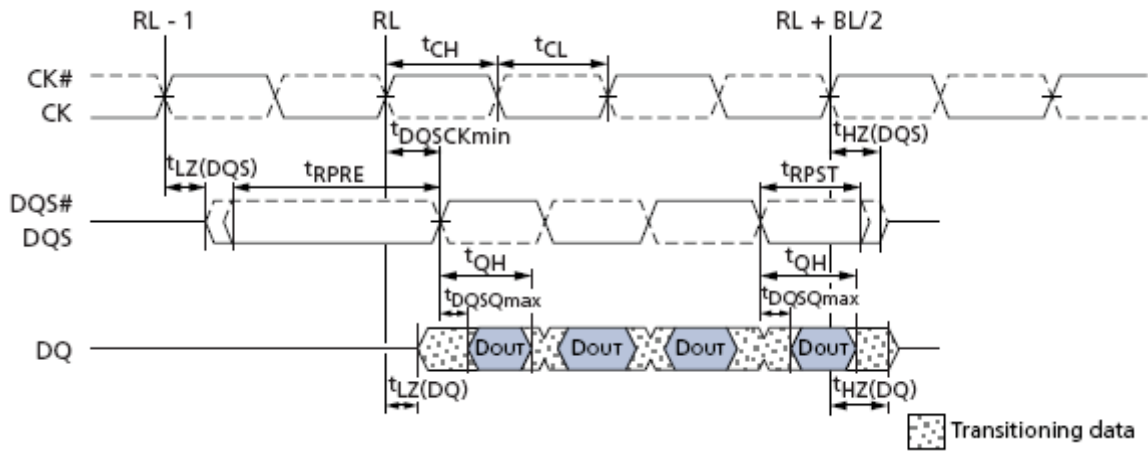 RL - 1 RL RL + BL/2
tCH tCL
CK#
CK
tDQSCKmin tHZ(DQS)
tLZ(DQS) tRPRE tRPST
DQS#
DQS
tQH tQH
tDQSQmax tDQSQmax
DQ DOUT DOUT DOUT DOUT
tLZ(DQ) tHZ(DQ)
Transitioning data